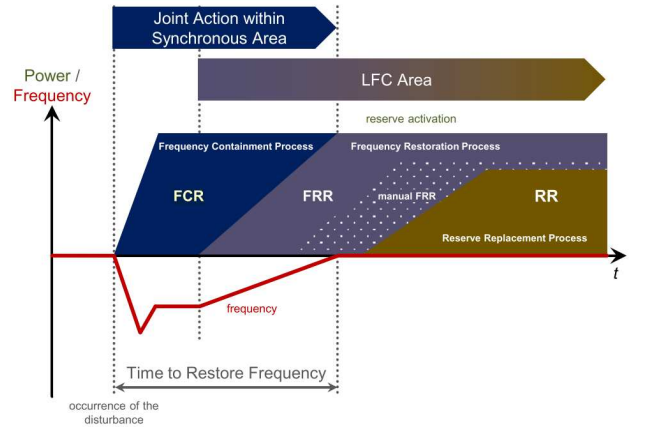 Joint Action within
Synchronous Area
LFC Area
Power /
Frequency
reserve activation
Frequency Containment Process
Frequency Restoration Process
FCR
FRR
manual FRR
RR
Reserve Replacement Process
t
frequency
Time to Restore Frequency
occurrence of the
disturbance